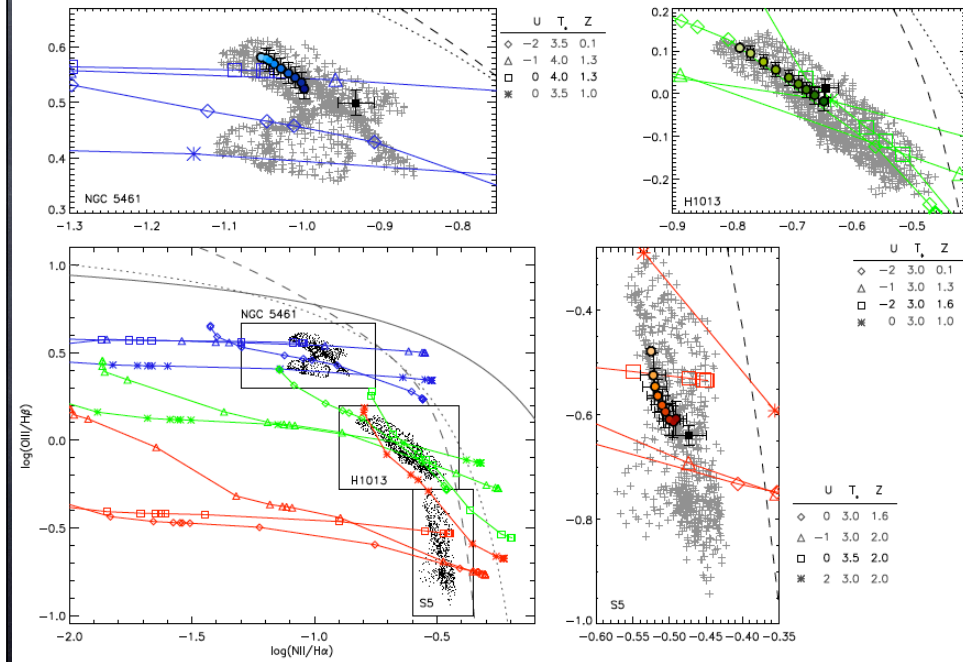 0.6
0.5
0.4
0.3
NGC 5461
−1.3 −1.2 −1.1 −1.0 −0.9 −0.8
U T* Z
−2 3.5 0.1
−1 4.0 1.3
0 4.0 1.3
0 3.5 1.0
0.2
0.1
0.0
−0.1
−0.2
H1013
−0.9 −0.8 −0.7 −0.6 −0.5
U T* Z
−2 3.0 0.1
−1 3.0 1.3
−2 3.0 1.6
0 3.0 1.0
log(OIII/Hβ)
1.0
0.5
0.0
−0.5
−1.0
NGC 5461
H1013
S5
−2.0 −1.5 −1.0 −0.5
log(NII/Hα)
−0.4
−0.6
−0.8
−1.0
S5
−0.60 −0.55 −0.50 −0.45 −0.40 −0.35
U T* Z
0 3.0 1.6
−1 3.0 2.0
0 3.5 2.0
2 3.0 2.0